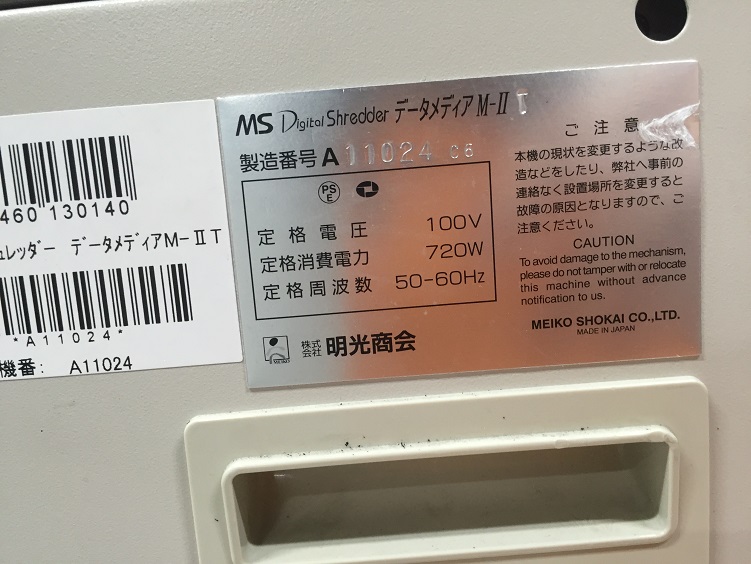 460 130140
ュレッダー データメディアM-ⅡT
*A11024*
機番: A11024
MS Digital Shredder データメディア M-Ⅱ T
製造番号 A 11024 06
PS
E
定格電圧 100V
定格消費電力 720W
定格周波数 50-60Hz
株式
会社 明光商会
ご注意
本機の現状を変更するような改
造などをしたり、弊社へ事前の
連絡なく設置場所を変更すると
故障の原因となりますので、ご
注意ください。
CAUTION
To avoid damage to the mechanism,
please do not tamper with or relocate
this machine without advance
notification to us.
MEIKO SHOKAI CO.,LTD.
MADE IN JAPAN